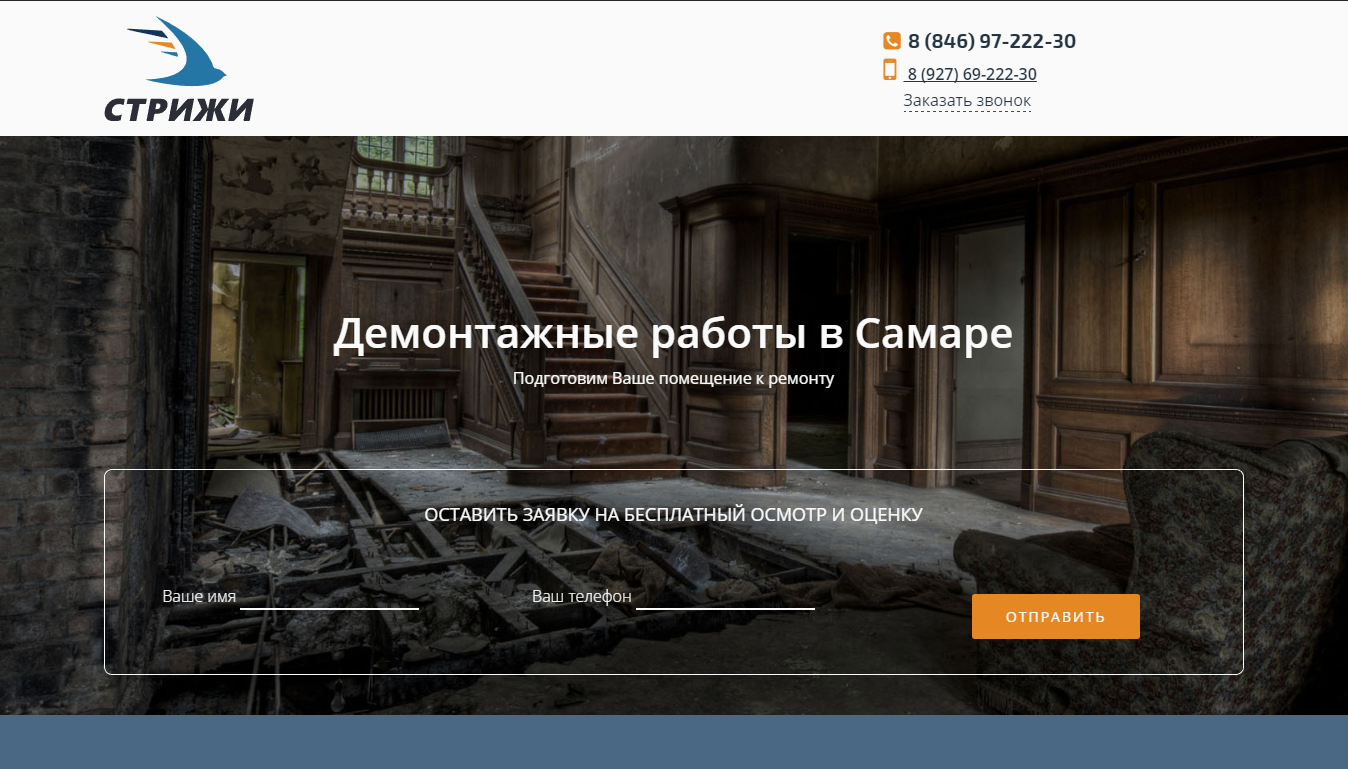 СТРИЖИ
8 (846) 97-222-30
8 (927) 69-222-30
Заказать звонок
Демонтажные работы в Самаре
Подготовим Ваше помещение к ремонту
ОСТАВИТЬ ЗАЯВКУ НА БЕСПЛАТНЫЙ ОСМОТР И ОЦЕНКУ
Ваше имя
Ваш телефон
ОТПРАВИТЬ